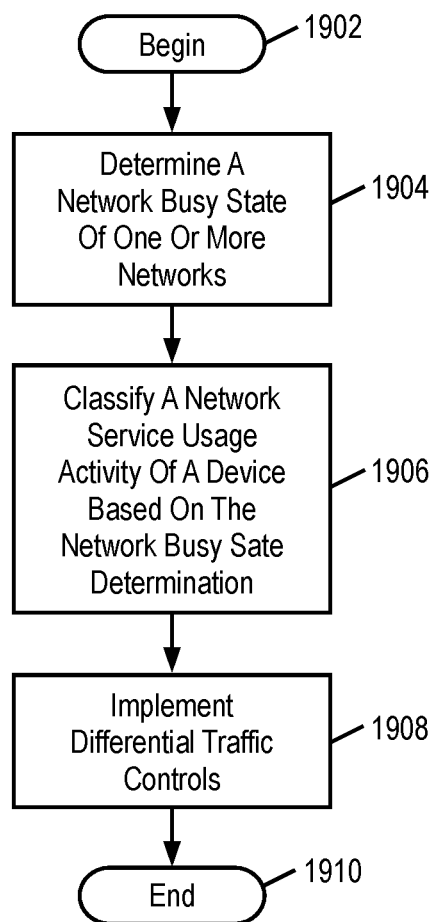 Begin
1902
Determine A
Network Busy State
Of One Or More
Networks
1904
Classify A Network
Service Usage
Activity Of A Device
Based On The
Network Busy Sate
Determination
1906
Implement
Differential Traffic
Controls
1908
End
1910